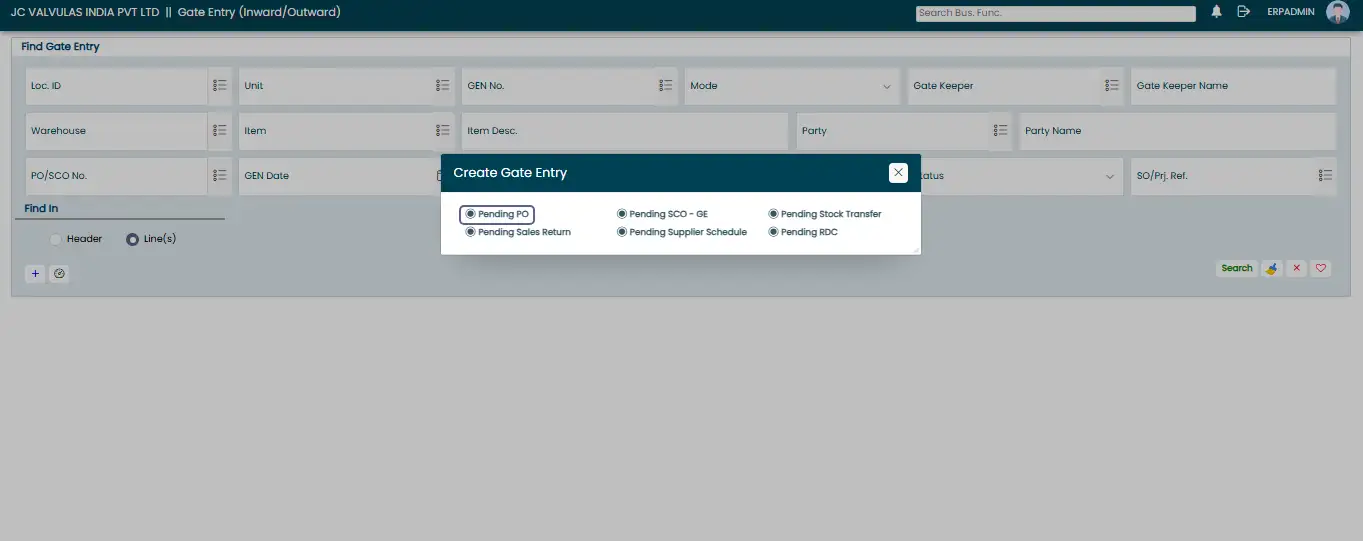 JC VALVULAS INDIA PVT LTD || Gate Entry (Inward/Outward) Search Bus. Func. ERPADMIN
Find Gate Entry
Loc. ID Unit GEN No. Mode Gate Keeper Gate Keeper Name
Warehouse Item Item Desc. Party Party Name
PO/SCO No. GEN Date tatus SO/Prj. Ref.
Create Gate Entry
Pending PO Pending SCO - GE Pending Stock Transfer
Pending Sales Return Pending Supplier Schedule Pending RDC
Find In
Header Line(s)
Search